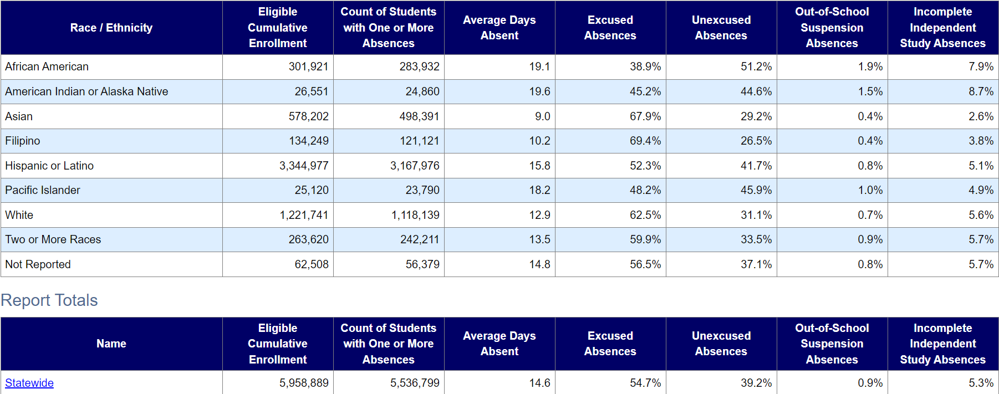 Race / Ethnicity Eligible Cumulative Enrollment Count of Students with One or More Absences Average Days Absent Excused Absences Unexcused Absences Out-of-School Suspension Absences Incomplete Independent Study Absences
African American 301,921 283,932 19.1 38.9% 51.2% 1.9% 7.9%
American Indian or Alaska Native 26,551 24,860 19.6 45.2% 44.6% 1.5% 8.7%
Asian 578,202 498,391 9.0 67.9% 29.2% 0.4% 2.6%
Filipino 134,249 121,121 10.2 69.4% 26.5% 0.4% 3.8%
Hispanic or Latino 3,344,977 3,167,976 15.8 52.3% 41.7% 0.8% 5.1%
Pacific Islander 25,120 23,790 18.2 48.2% 45.9% 1.0% 4.9%
White 1,221,741 1,118,139 12.9 62.5% 31.1% 0.7% 5.6%
Two or More Races 263,620 242,211 13.5 59.9% 33.5% 0.9% 5.7%
Not Reported 62,508 56,379 14.8 56.5% 37.1% 0.8% 5.7%
Report Totals
Name Eligible Cumulative Enrollment Count of Students with One or More Absences Average Days Absent Excused Absences Unexcused Absences Out-of-School Suspension Absences Incomplete Independent Study Absences
Statewide 5,958,889 5,536,799 14.6 54.7% 39.2% 0.9% 5.3%